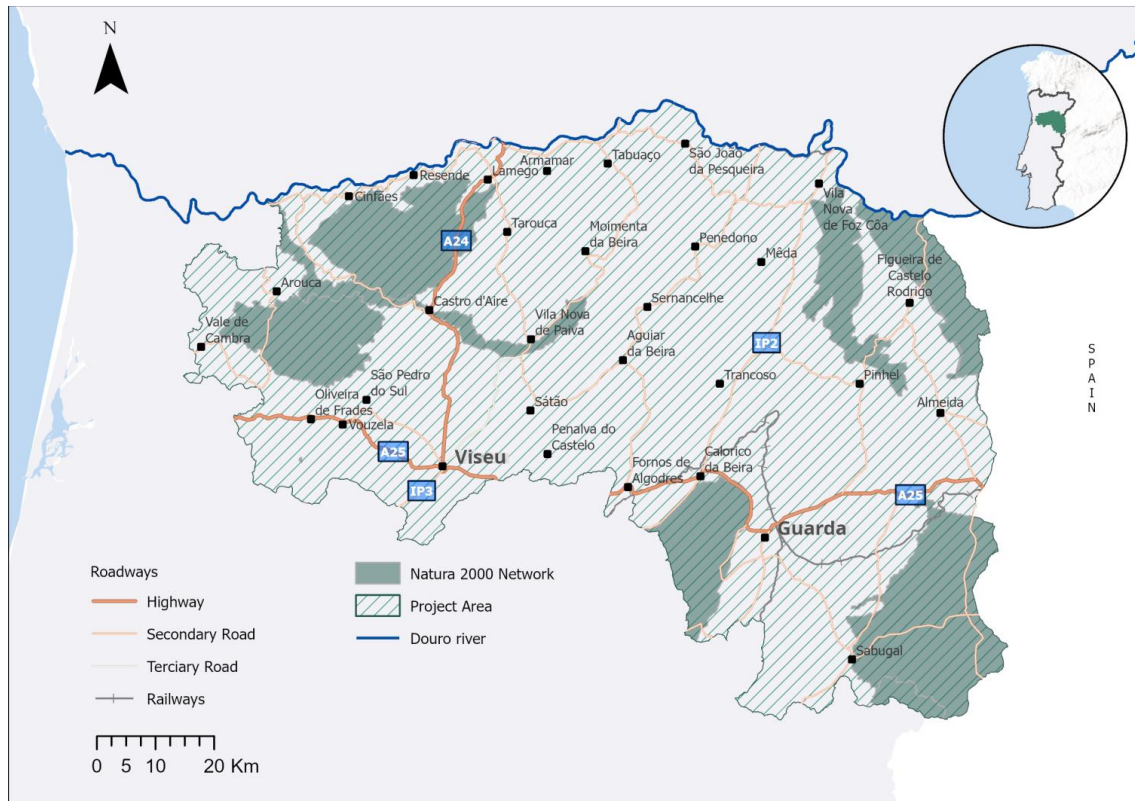 N
Resende
Cinfães
Lamego
Armamar
Tabuaço
São João
da Pesqueira
Vila
Nova
de Foz Côa
A24
Tarouca
Moimenta
da Beira
Penedono
Mêda
Figueira de
Castelo
Rodrigo
Arouca
Castro d'Aire
Sernancelhe
Vale de
Cambra
Vila Nova
de Paiva
Aguiar
da Beira
IP2
SPAIN
São Pedro
do Sul
Trancoso
Pinhel
Oliveira
de Frades
Vouzela
Sátão
Almeida
A25
Viseu
Penalva do
Castelo
IP3
Fornos de
Algodres
Calorico
da Beira
A25
Guarda
Sabugal
Roadways
Highway
Secondary Road
Terciary Road
Railways
Natura 2000 Network
Project Area
Douro river
0 5 10 20 Km